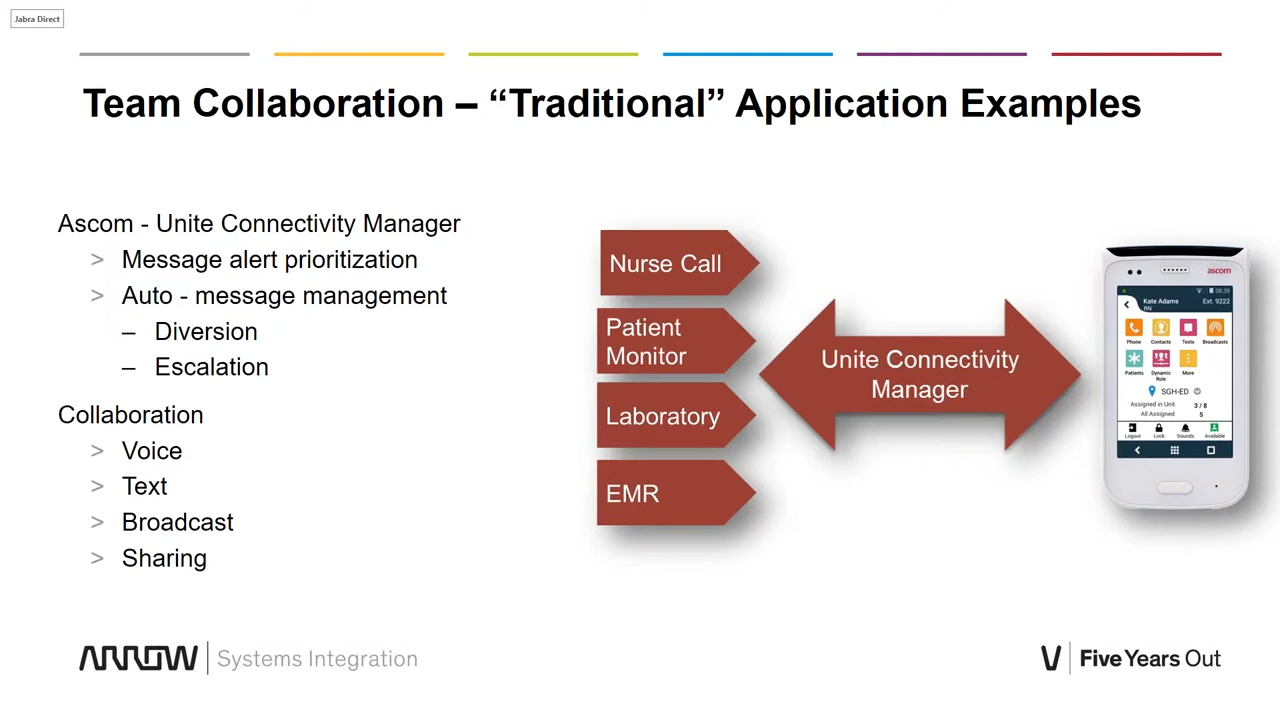 Jabra Direct
Team Collaboration – “Traditional” Application Examples
Ascom - Unite Connectivity Manager
> Message alert prioritization
> Auto - message management
– Diversion
– Escalation
Collaboration
> Voice
> Text
> Broadcast
> Sharing
Nurse Call
Patient
Monitor
Laboratory
EMR
Unite Connectivity
Manager
ascom
08:39
Kate Adams
RN
Ext. 9222
Phone Contacts Texts Broadcasts
Patients Dynamic Role More
SGH-ED
Assigned in Unit 3 / 8
All Assigned 5
Logout Lock Sounds Available
ARROW Systems Integration
Five Years Out